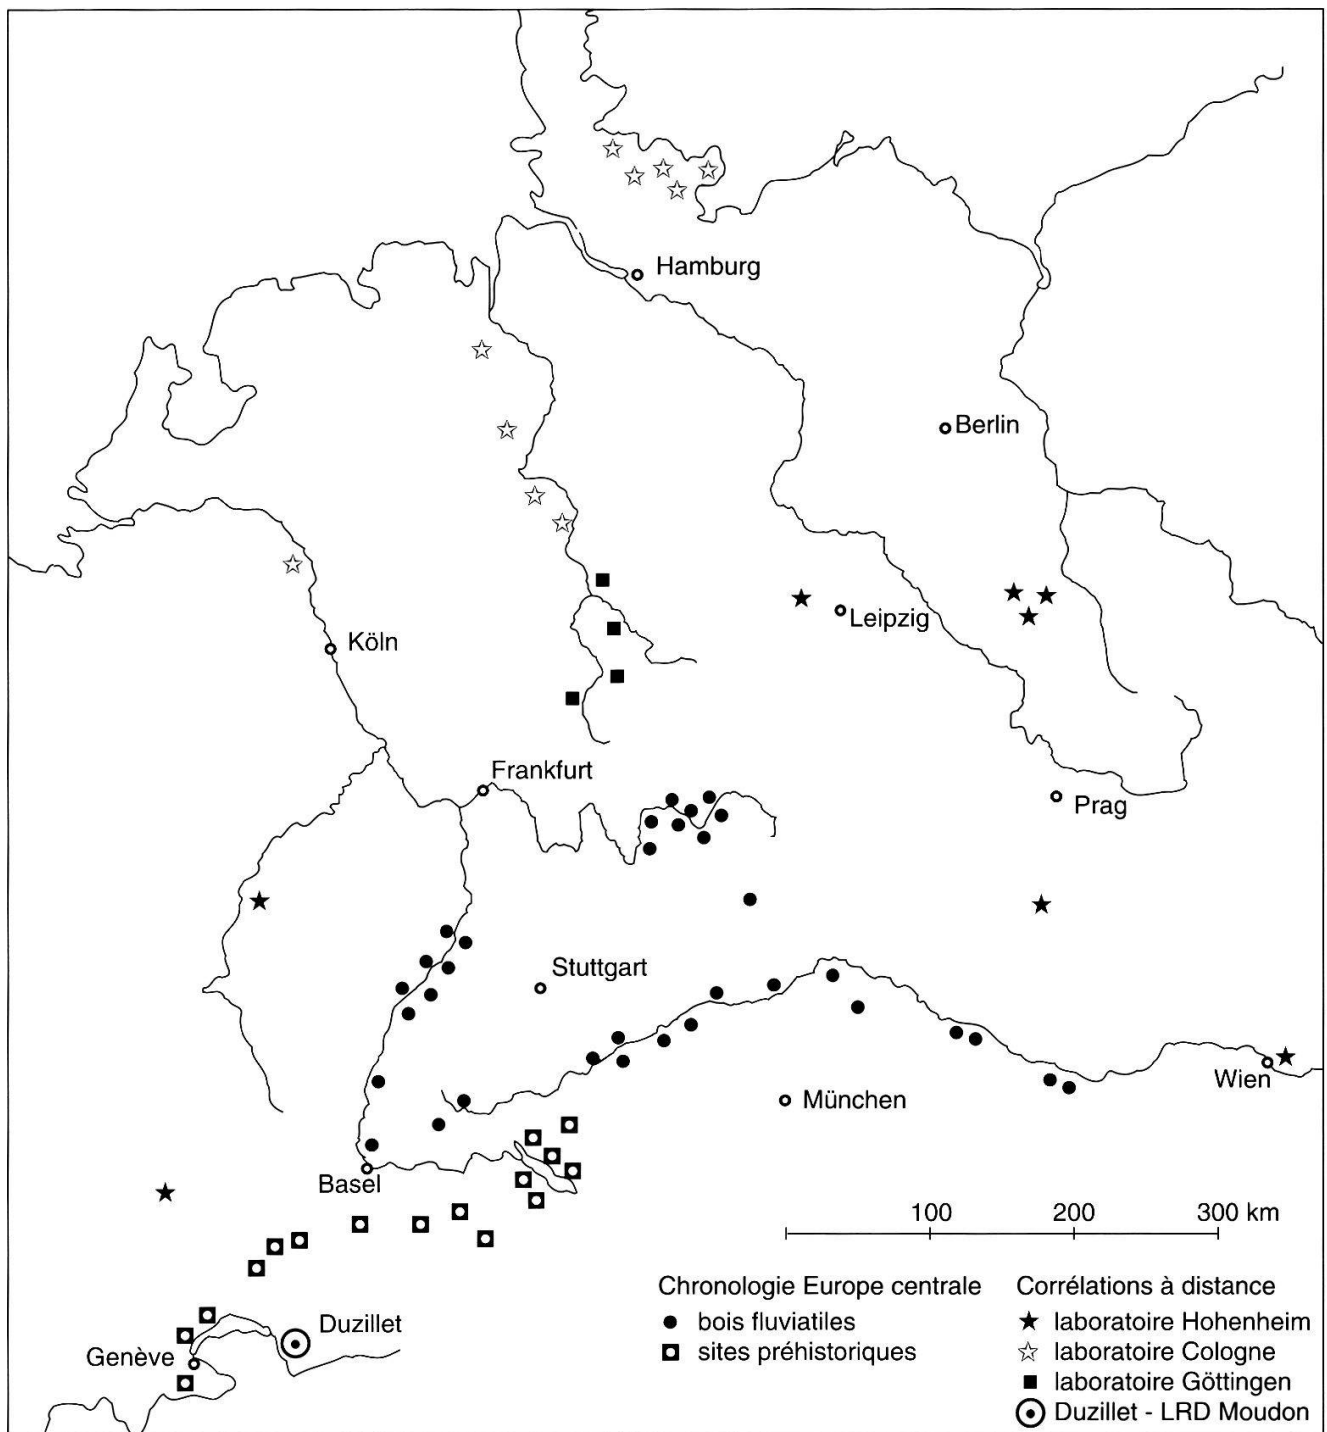 Hamburg
Berlin
Leipzig
Köln
Frankfurt
Prag
Stuttgart
Wien
München
Basel
100 200 300 km
Chronologie Europe centrale
bois fluviatiles
sites préhistoriques
Corrélations à distance
laboratoire Hohenheim
laboratoire Cologne
laboratoire Göttingen
Duzillet - LRD Moudon
Duzillet
Genève